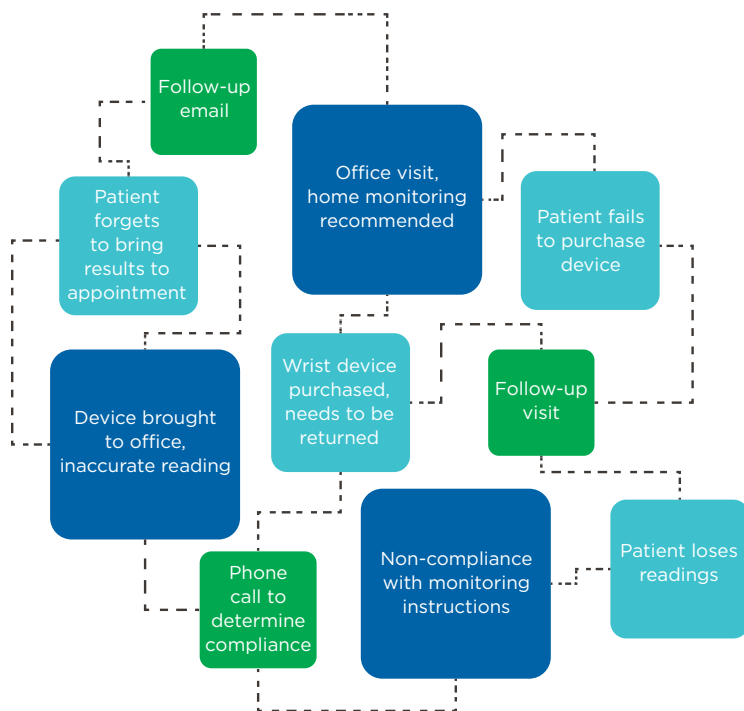 Follow-up
email
Office visit,
home monitoring
recommended
Patient
forgets
to bring
results to
appointment
Patient fails
to purchase
device
Wrist device
purchased,
needs to be
returned
Follow-up
visit
Device brought
to office,
inaccurate reading
Non-compliance
with monitoring
instructions
Patient loses
readings
Phone
call to
determine
compliance